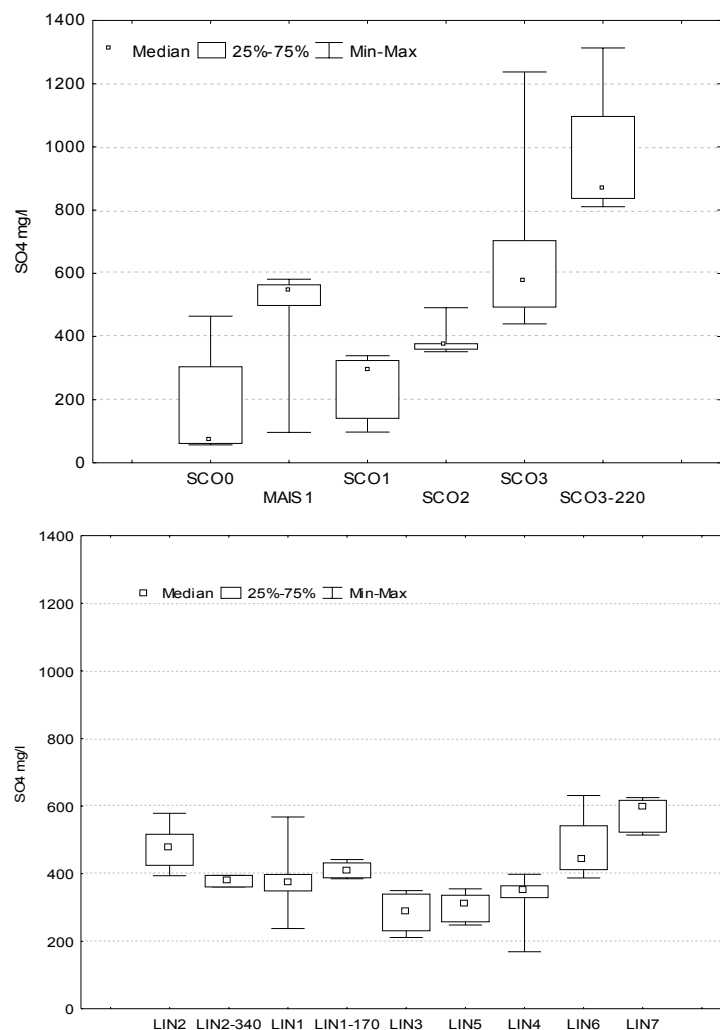 1400
Median 25%-75% Min-Max
1200
1000
800
600
400
200
0
SO4 mg/l
SCO0 SCO1 SCO3
MAIS1 SCO2 SCO3-220
1400
Median 25%-75% Min-Max
1200
1000
800
600
400
200
0
SO4 mg/l
LIN2 LIN2-340 LIN1 LIN1-170 LIN3 LIN5 LIN4 LIN6 LIN7